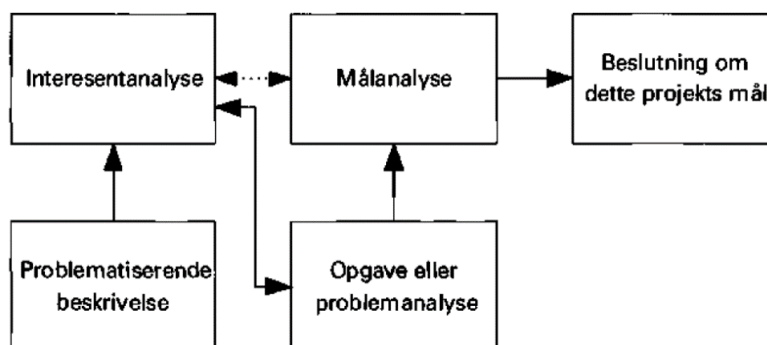 Interesentanalyse
Målanalyse
Beslutning om
dette projekts mål
Problematiserende
beskrivelse
Opgave eller
problemanalyse